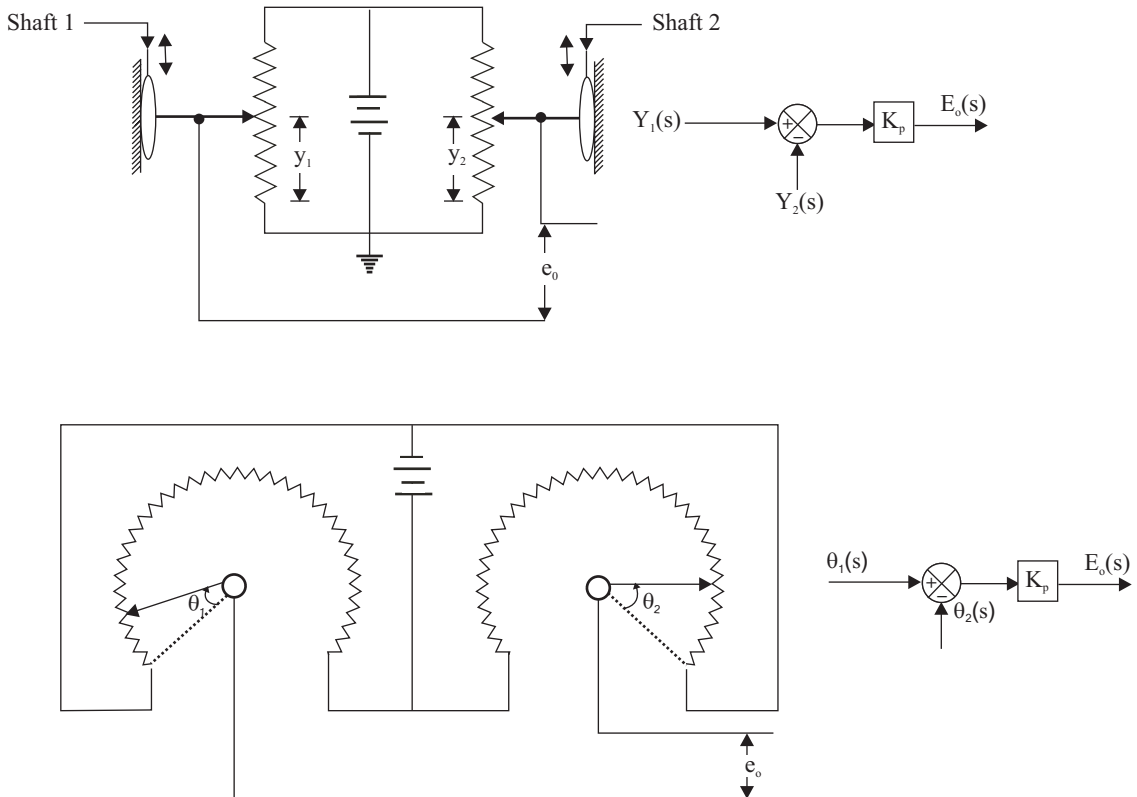 Shaft 1
Shaft 2
y₁
y₂
e₀
Y₁(s)
+
−
Kₚ
Eₒ(s)
Y₂(s)
θ₁
θ₂
eₒ
θ₁(s)
+
−
Kₚ
Eₒ(s)
θ₂(s)